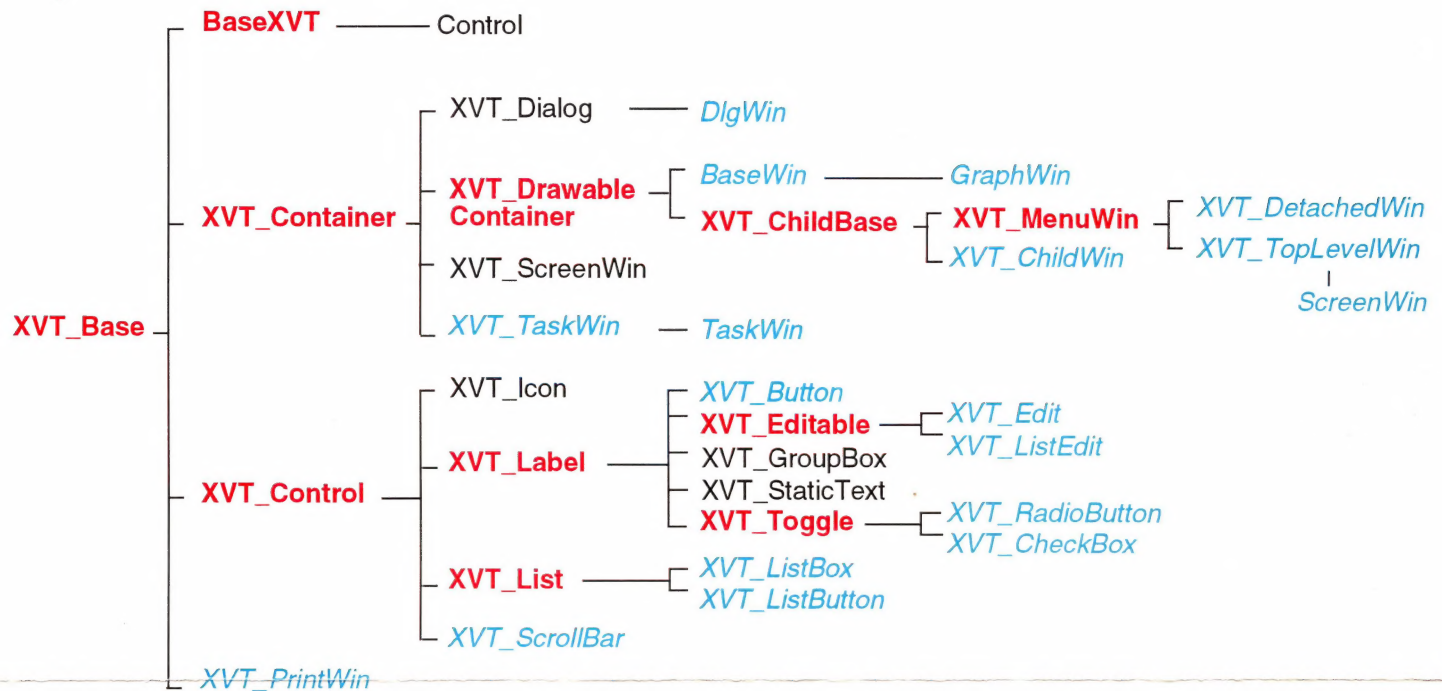 BaseXVT
Control
XVT_Dialog
DlgWin
XVT_Drawable
Container
BaseWin
GraphWin
XVT_Container
XVT_ChildBase
XVT_MenuWin
XVT_DetachedWin
XVT_ChildWin
XVT_TopLevelWin
XVT_ScreenWin
ScreenWin
XVT_Base
XVT_TaskWin
TaskWin
XVT_Icon
XVT_Button
XVT_Editable
XVT_Edit
XVT_ListEdit
XVT_Label
XVT_GroupBox
XVT_StaticText
XVT_Control
XVT_Toggle
XVT_RadioButton
XVT_CheckBox
XVT_List
XVT_ListBox
XVT_ListButton
XVT_ScrollBar
XVT_PrintWin